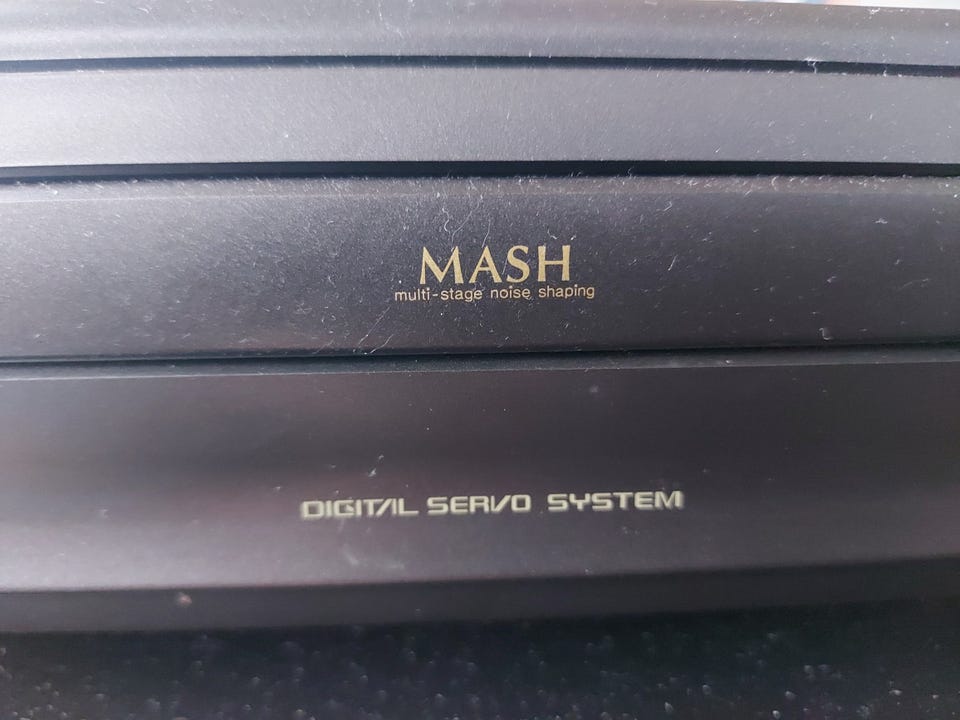 MASH
multi-stage noise shaping
DIGITAL SERVO SYSTEM